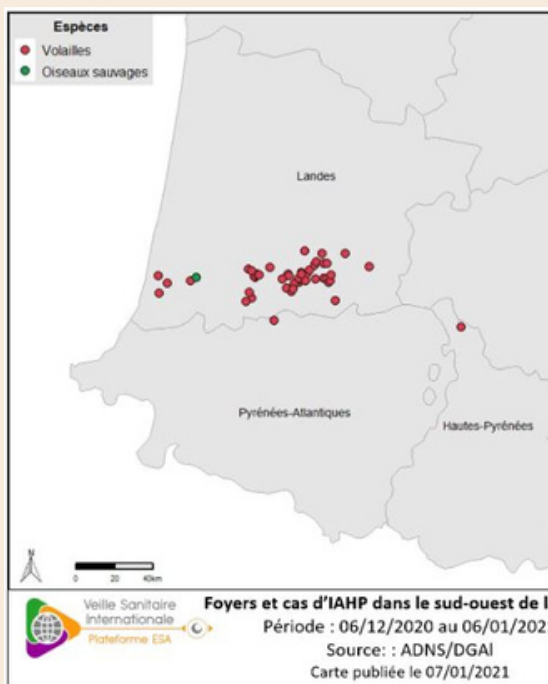 Espèces
Volailles
Oiseaux sauvages
Landes
Pyrénées-Atlantiques
Hautes-Pyrénées
N
0 20 40km
Veille Sanitaire
Internationale
Plateforme ESA
Foyers et cas d'IAHP dans le sud-ouest de l
Période : 06/12/2020 au 06/01/202
Source: : ADNS/DGAl
Carte publiée le 07/01/2021